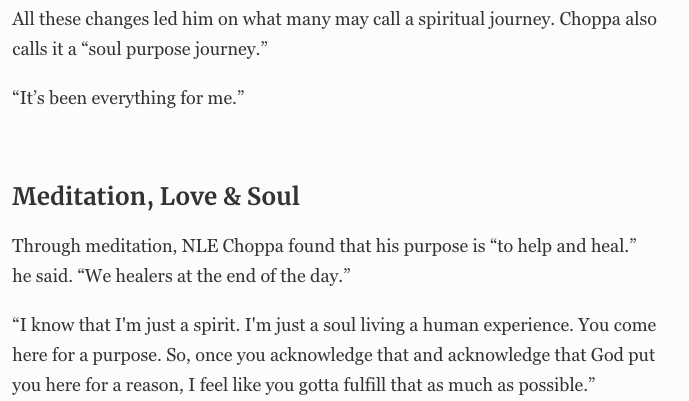 All these changes led him on what many may call a spiritual journey. Choppa also
calls it a “soul purpose journey.”
“It’s been everything for me.”
Meditation, Love & Soul
Through meditation, NLE Choppa found that his purpose is “to help and heal.”
he said. “We healers at the end of the day.”
“I know that I'm just a spirit. I'm just a soul living a human experience. You come
here for a purpose. So, once you acknowledge that and acknowledge that God put
you here for a reason, I feel like you gotta fulfill that as much as possible.”